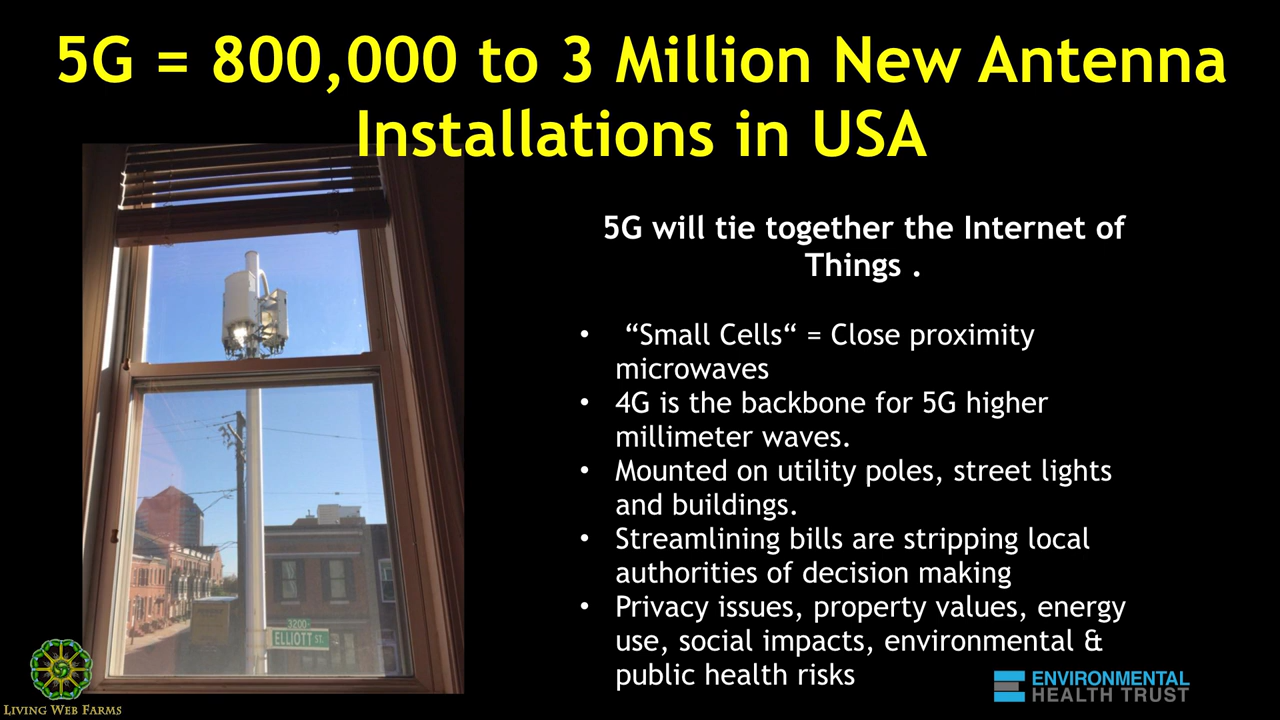 5G = 800,000 to 3 Million New Antenna
Installations in USA
5G will tie together the Internet of
Things .
• “Small Cells“ = Close proximity
microwaves
• 4G is the backbone for 5G higher
millimeter waves.
• Mounted on utility poles, street lights
and buildings.
• Streamlining bills are stripping local
authorities of decision making
• Privacy issues, property values, energy
use, social impacts, environmental &
public health risks
3200
ELLIOTT ST.
LIVING WEB FARMS
ENVIRONMENTAL
HEALTH TRUST